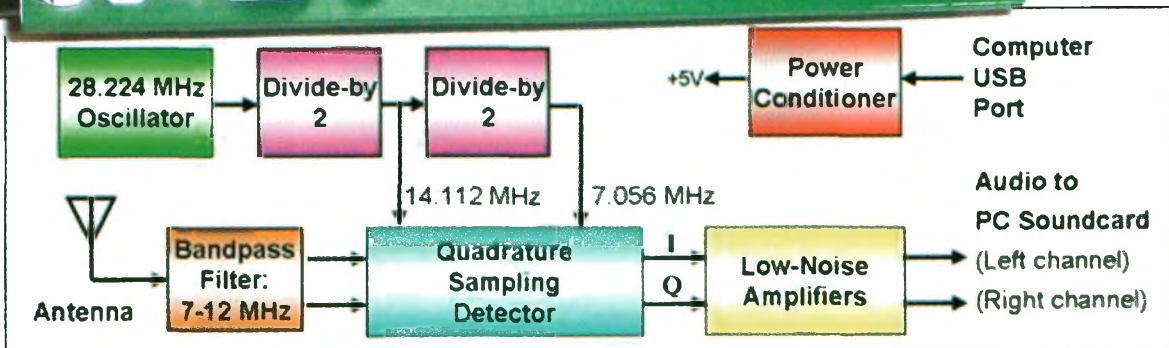 28.224 MHz
Oscillator
Divide-by
2
Divide-by
2
+5V
Power
Conditioner
Computer
USB
Port
14.112 MHz
7.056 MHz
Audio to
PC Soundcard
(Left channel)
(Right channel)
Antenna
Bandpass
Filter:
7-12 MHz
Quadrature
Sampling
Detector
I
Q
Low-Noise
Amplifiers